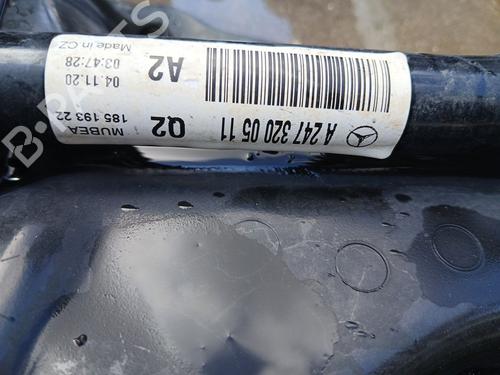 A 247 320 05 11
Q2
MUBEA
185 193 22
A2
04.11.20
03:47:28
Made in CZ
B-PARTS